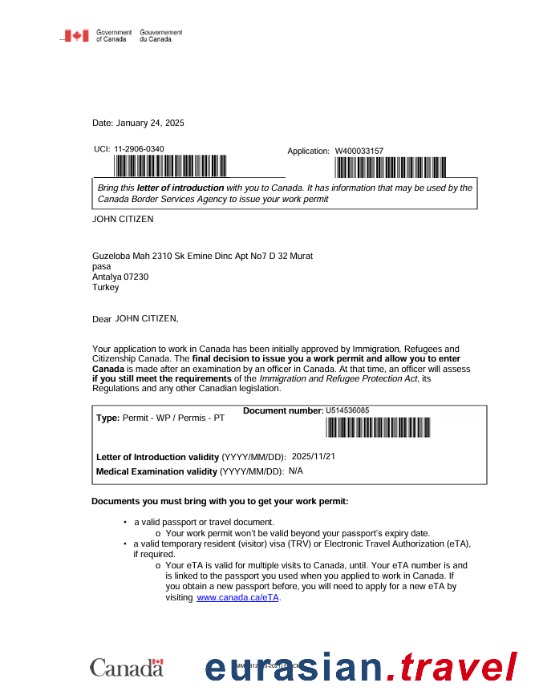 Government Gouvernement
of Canada du Canada
Date: January 24, 2025
UCI: 11-2906-0340
Application: W400033157
Bring this letter of introduction with you to Canada. It has information that may be used by the
Canada Border Services Agency to issue your work permit
JOHN CITIZEN
Guzeloba Mah 2310 Sk Emine Dinc Apt No7 D 32 Murat
pasa
Antalya 07230
Turkey
Dear JOHN CITIZEN,
Your application to work in Canada has been initially approved by Immigration, Refugees and
Citizenship Canada. The final decision to issue you a work permit and allow you to enter
Canada is made after an examination by an officer in Canada. At that time, an officer will assess
if you still meet the requirements of the Immigration and Refugee Protection Act, its
Regulations and any other Canadian legislation.
Type: Permit - WP / Permis - PT
Document number: U514536085
Letter of Introduction validity (YYYY/MM/DD): 2025/11/21
Medical Examination validity (YYYY/MM/DD): N/A
Documents you must bring with you to get your work permit:
• a valid passport or travel document.
o Your work permit won't be valid beyond your passport's expiry date.
• a valid temporary resident (visitor) visa (TRV) or Electronic Travel Authorization (eTA),
if required.
o Your eTA is valid for multiple visits to Canada, until. Your eTA number is and
is linked to the passport you used when you applied to work in Canada. If
you obtain a new passport before, you will need to apply for a new eTA by
visiting www.canada.ca/eTA.
Canada
eurasian.travel